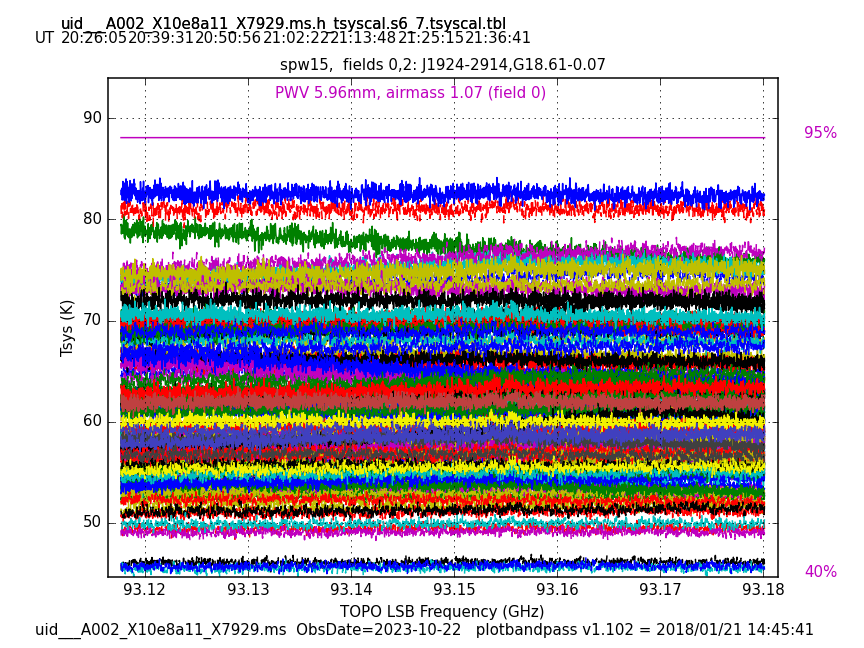 uid___A002_X10e8a11_X7929.ms.h_tsyscal.s6_7.tsyscal.tbl
UT 20:26:05 20:39:31 20:50:56 21:02:22 21:13:48 21:25:15 21:36:41
spw15,  fields 0,2: J1924-2914,G18.61-0.07
PWV 5.96mm, airmass 1.07 (field 0)
90
95%
80
70
Tsys (K)
60
50
40%
93.12 93.13 93.14 93.15 93.16 93.17 93.18
TOPO LSB Frequency (GHz)
uid___A002_X10e8a11_X7929.ms  ObsDate=2023-10-22   plotbandpass v1.102 = 2018/01/21 14:45:41